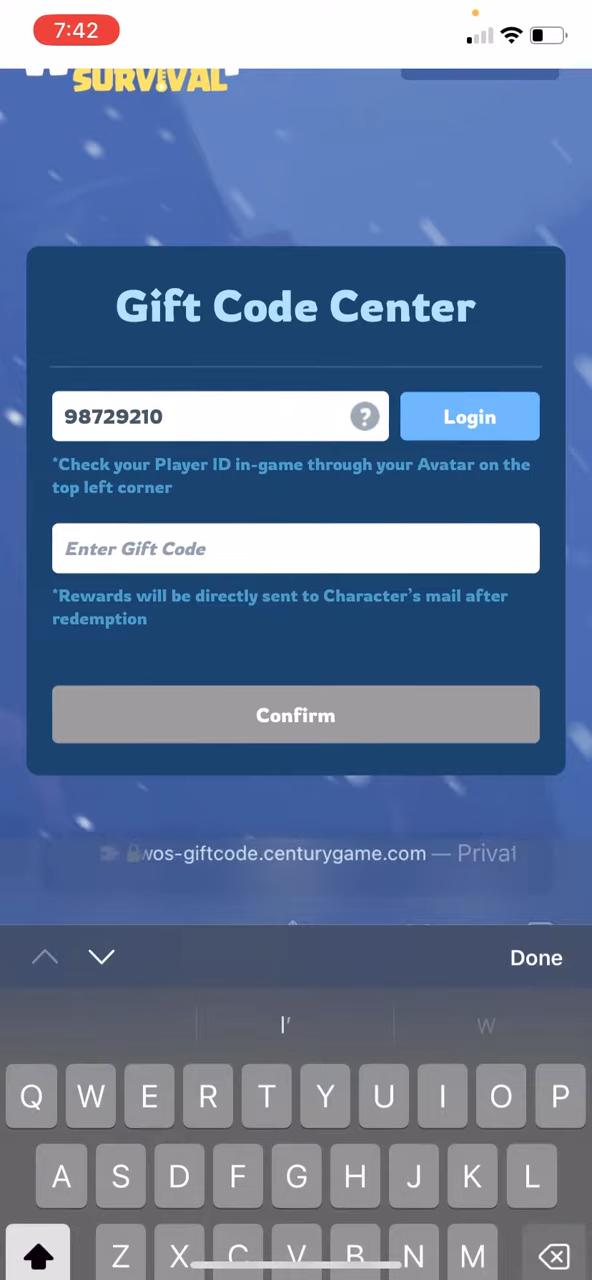 7:42
SURVIVAL
Gift Code Center
98729210
?
Login
*Check your Player ID in-game through your Avatar on the
top left corner
Enter Gift Code
*Rewards will be directly sent to Character's mail after
redemption
Confirm
wos-giftcode.centurygame.com — Privat
Done
I'
W
Q W E R T Y U I O P
A S D F G H J K L
Z X C V B N M